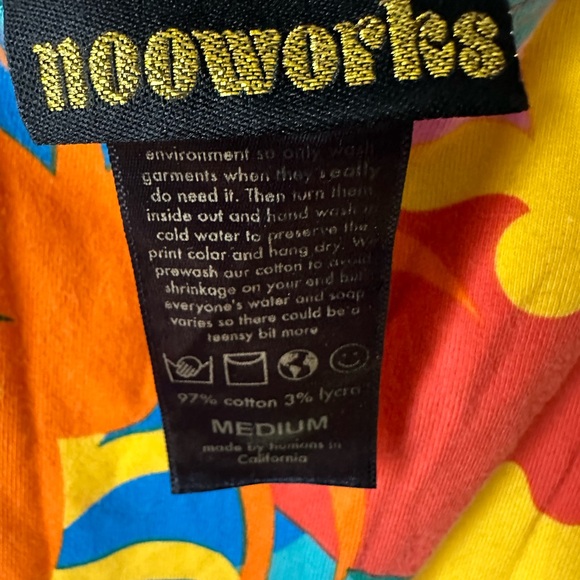 nooworks
environment so only wash
garments when they really
do need it. Then turn them
inside out and hand wash in
cold water to preserve the
print color and hang dry. We
prewash our cotton to avoid
shrinkage on your end but
everyone's water and soap
varies so there could be a
teensy bit more
97% cotton 3% lycra
MEDIUM
made by humans in
California